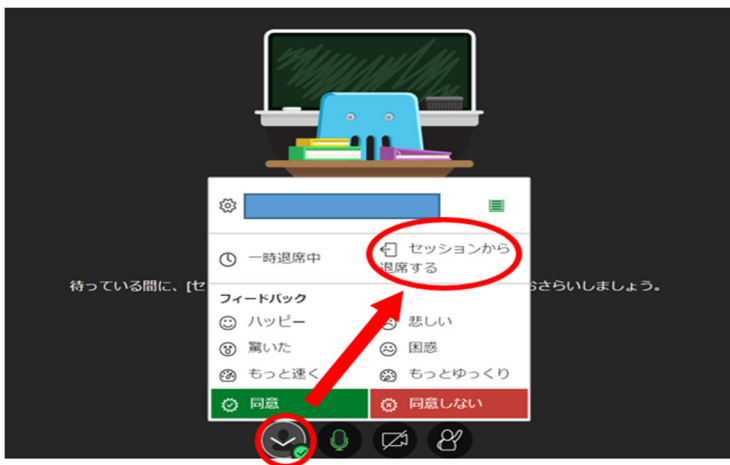 一時退席中
セッションから
退席する
待っている間に、[セ
おさらいしましょう。
フィードバック
ハッピー
悲しい
驚いた
困惑
もっと速く
もっとゆっくり
同意
同意しない